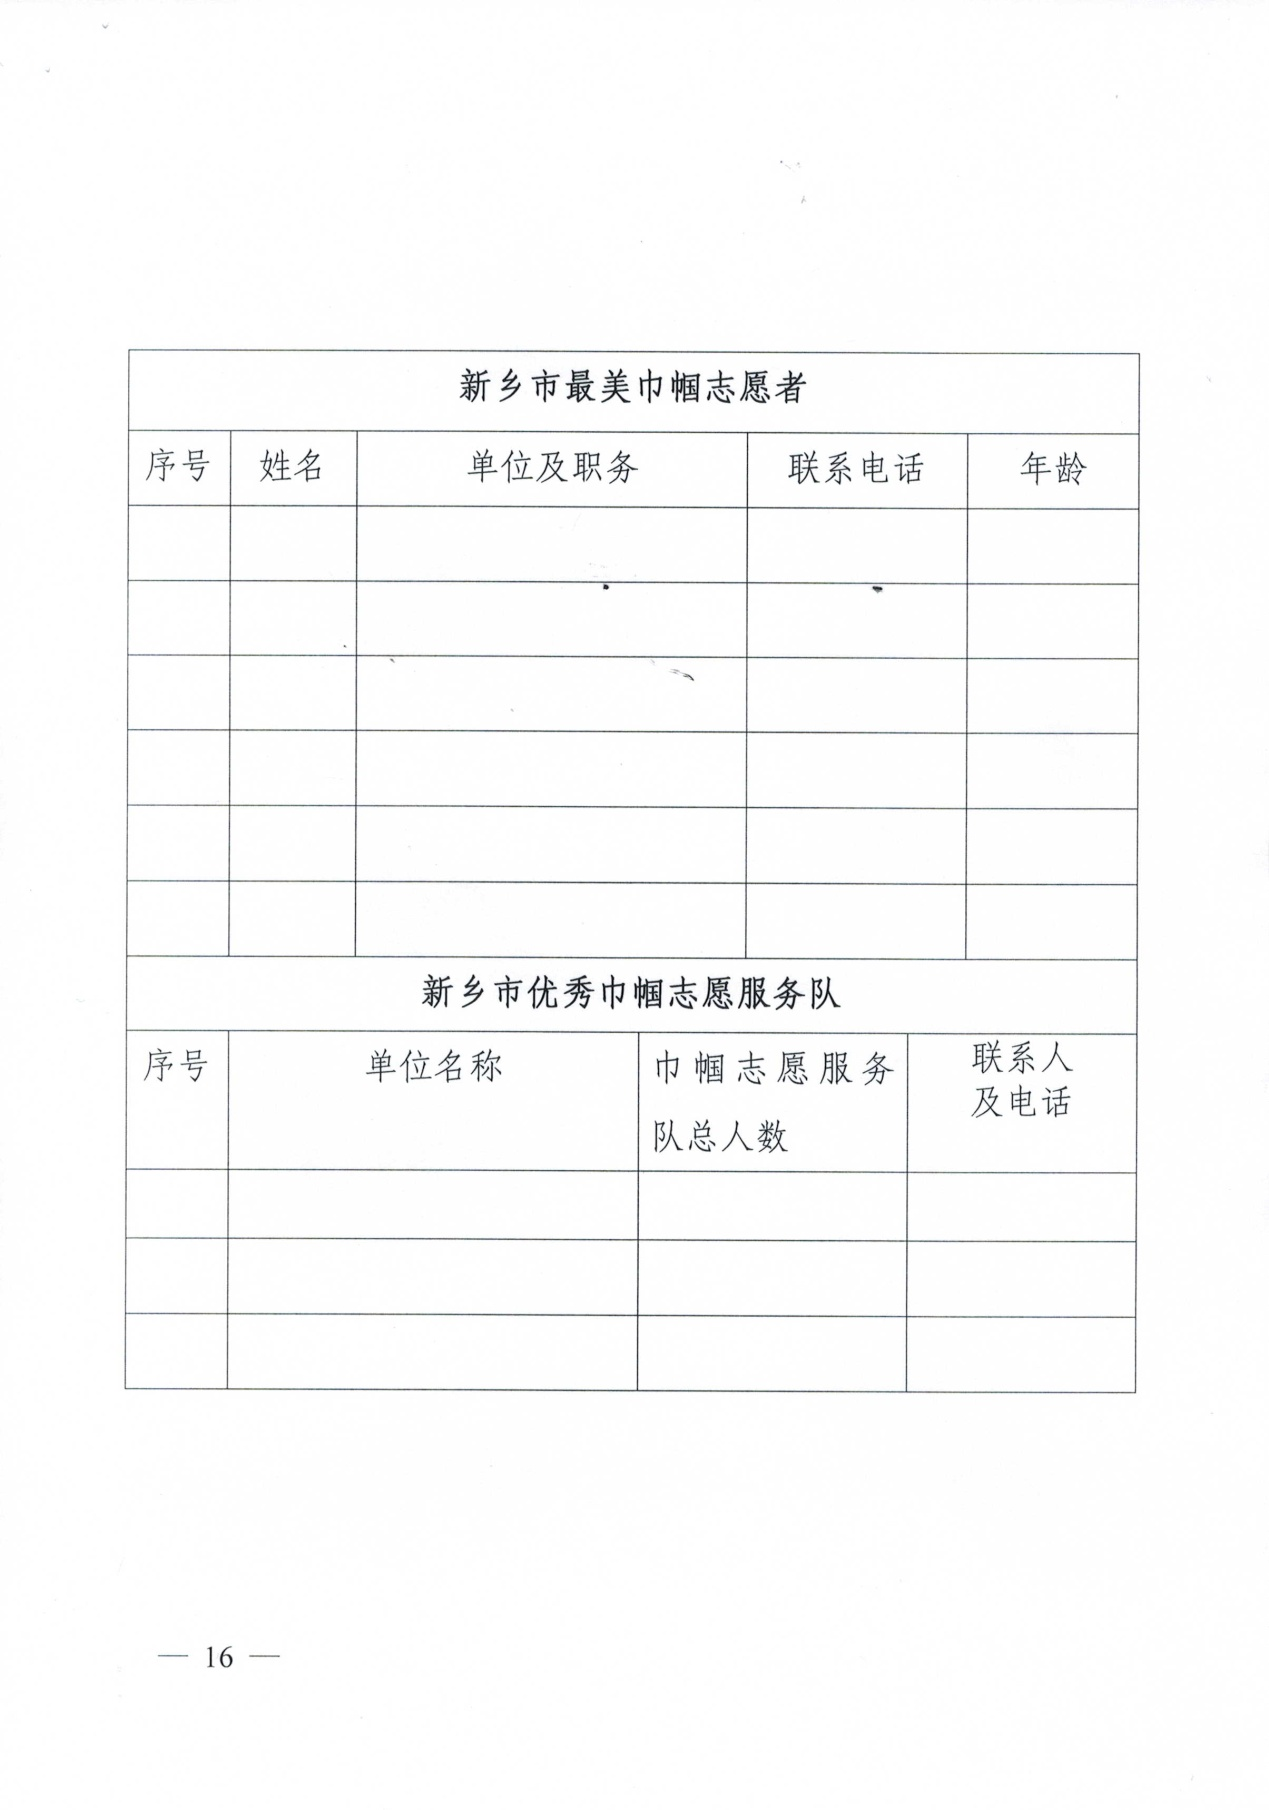 新乡市最美巾帼志愿者
序号 姓名 单位及职务 联系电话 年龄
新乡市优秀巾帼志愿服务队
序号 单位名称 巾帼志愿服务 联系人
队总人数 及电话
— 16 —